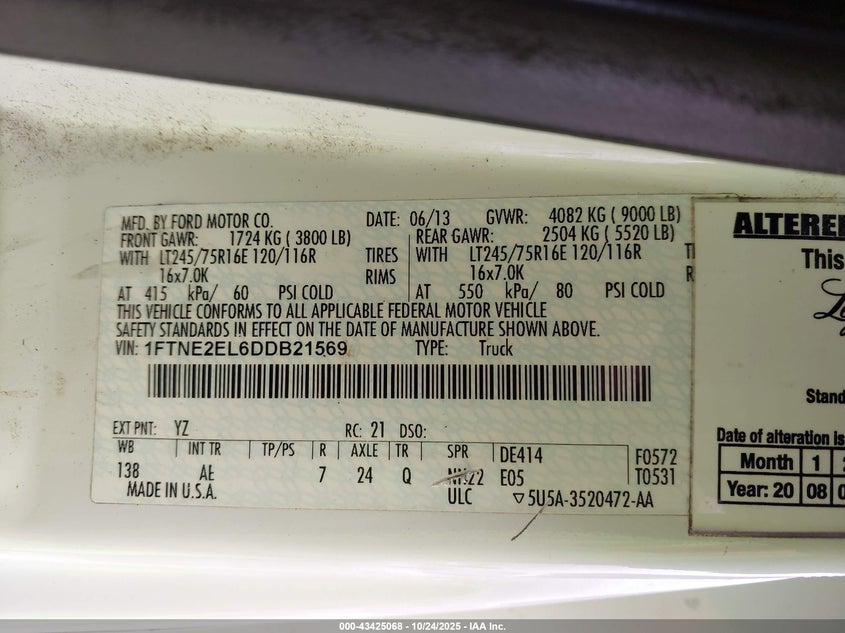 MFD. BY FORD MOTOR CO. DATE: 06/13 GVWR: 4082 KG ( 9000 LB)
FRONT GAWR: 1724 KG ( 3800 LB) REAR GAWR: 2504 KG ( 5520 LB)
WITH LT245/75R16E 120/116R TIRES WITH LT245/75R16E 120/116R
16x7.0K RIMS 16x7.0K
AT 415 kPa/ 60 PSI COLD AT 550 kPa/ 80 PSI COLD
THIS VEHICLE CONFORMS TO ALL APPLICABLE FEDERAL MOTOR VEHICLE
SAFETY STANDARDS IN EFFECT ON THE DATE OF MANUFACTURE SHOWN ABOVE.
VIN: 1FTNE2EL6DDB21569 TYPE: Truck
EXT PNT: YZ RC: 21 DSO:
WB INT TR TP/PS R AXLE TR SPR DE414 F0572
138 AE 7 24 Q E05 T0531
MADE IN U.S.A. ULC ▽5U5A-3520472-AA
ALTERE
This
Stand
Date of alteration is
Month 1
Year: 20 08
000-43425068 - 10/24/2025 - IAA Inc.